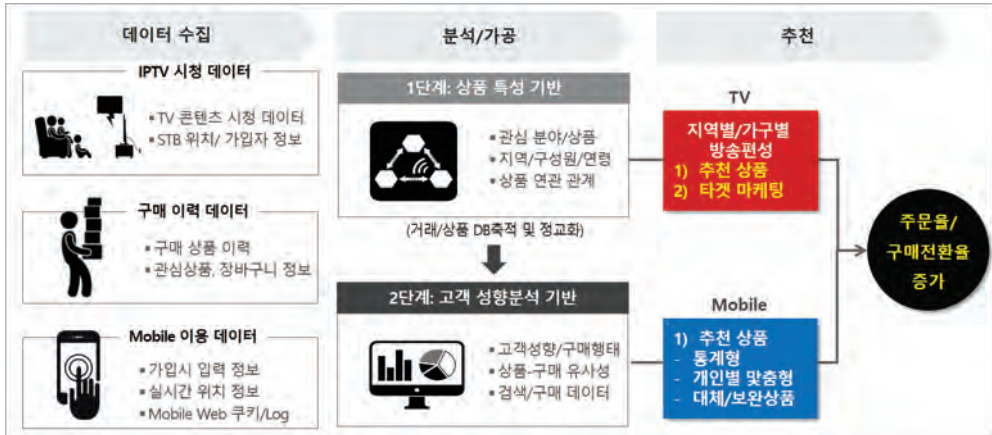 데이터 수집
IPTV 시청 데이터
▪ TV 콘텐츠 시청 데이터
▪ STB 위치/ 가입자 정보
구매 이력 데이터
▪ 구매 상품 이력
▪ 관심상품, 장바구니 정보
Mobile 이용 데이터
▪ 가입시 입력 정보
▪ 실시간 위치 정보
▪ Mobile Web 쿠키/Log
분석/가공
1단계: 상품 특성 기반
▪ 관심 분야/상품
▪ 지역/구성원/연령
▪ 상품 연관 관계
(거래/상품 DB축적 및 정교화)
2단계: 고객 성향분석 기반
▪ 고객성향/구매행태
▪ 상품-구매 유사성
▪ 검색/구매 데이터
추천
TV
지역별/가구별
방송편성
1) 추천 상품
2) 타겟 마케팅
Mobile
1) 추천 상품
- 통계형
- 개인별 맞춤형
- 대체/보완상품
주문율/
구매전환율
증가